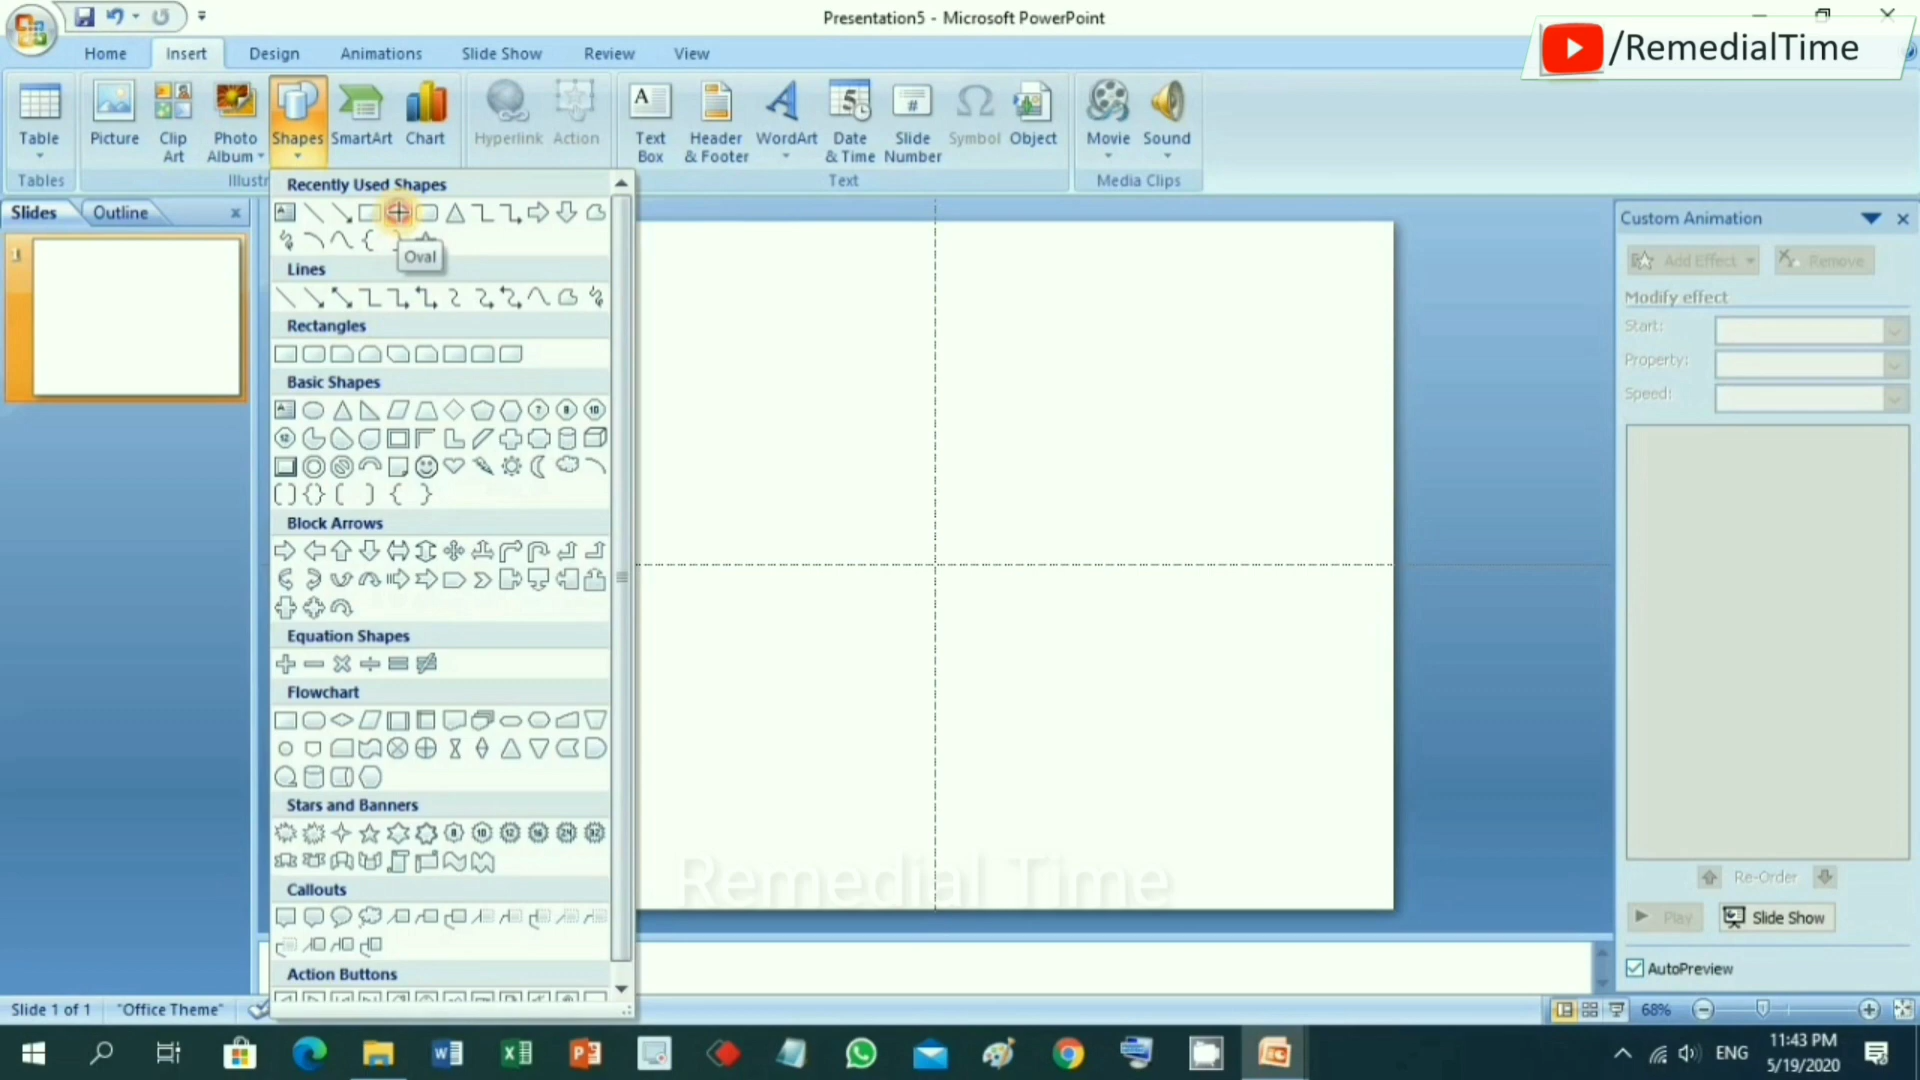 Presentation5 - Microsoft PowerPoint
/RemedialTime
Home Insert Design Animations Slide Show Review View
Table Picture Clip Art Photo Album Shapes SmartArt Chart Hyperlink Action Text Box Header & Footer WordArt Date & Time Slide Number Symbol Object Movie Sound
Tables Illustr Text Media Clips
Slides Outline
1
Recently Used Shapes
Oval
Lines
Rectangles
Basic Shapes
Block Arrows
Equation Shapes
Flowchart
Stars and Banners
Callouts
Action Buttons
Custom Animation
Add Effect Remove
Modify effect
Start:
Property:
Speed:
Re-Order
Play Slide Show
AutoPreview
Remedial Time
Slide 1 of 1 "Office Theme" 68%
ENG 11:43 PM
5/19/2020